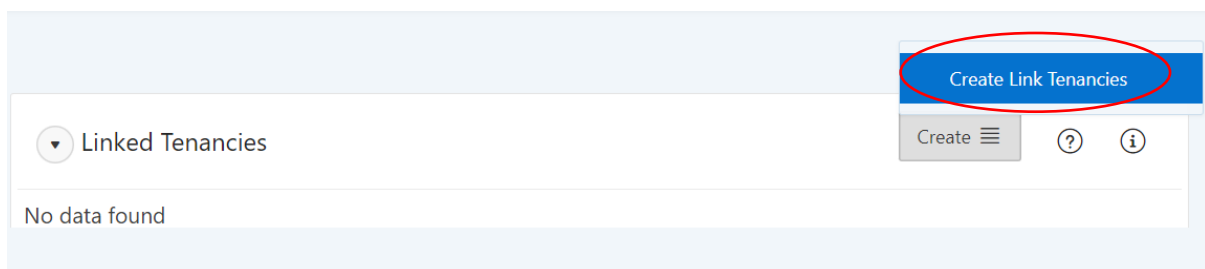 Create Link Tenancies
Linked Tenancies
Create
No data found